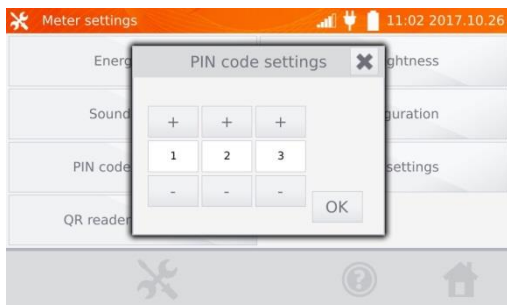 Meter settings 11:02 2017.10.26
Energ ghtness
PIN code settings
Sound guration
+ + +
1 2 3
- - -
PIN code settings
OK
QR reader
?